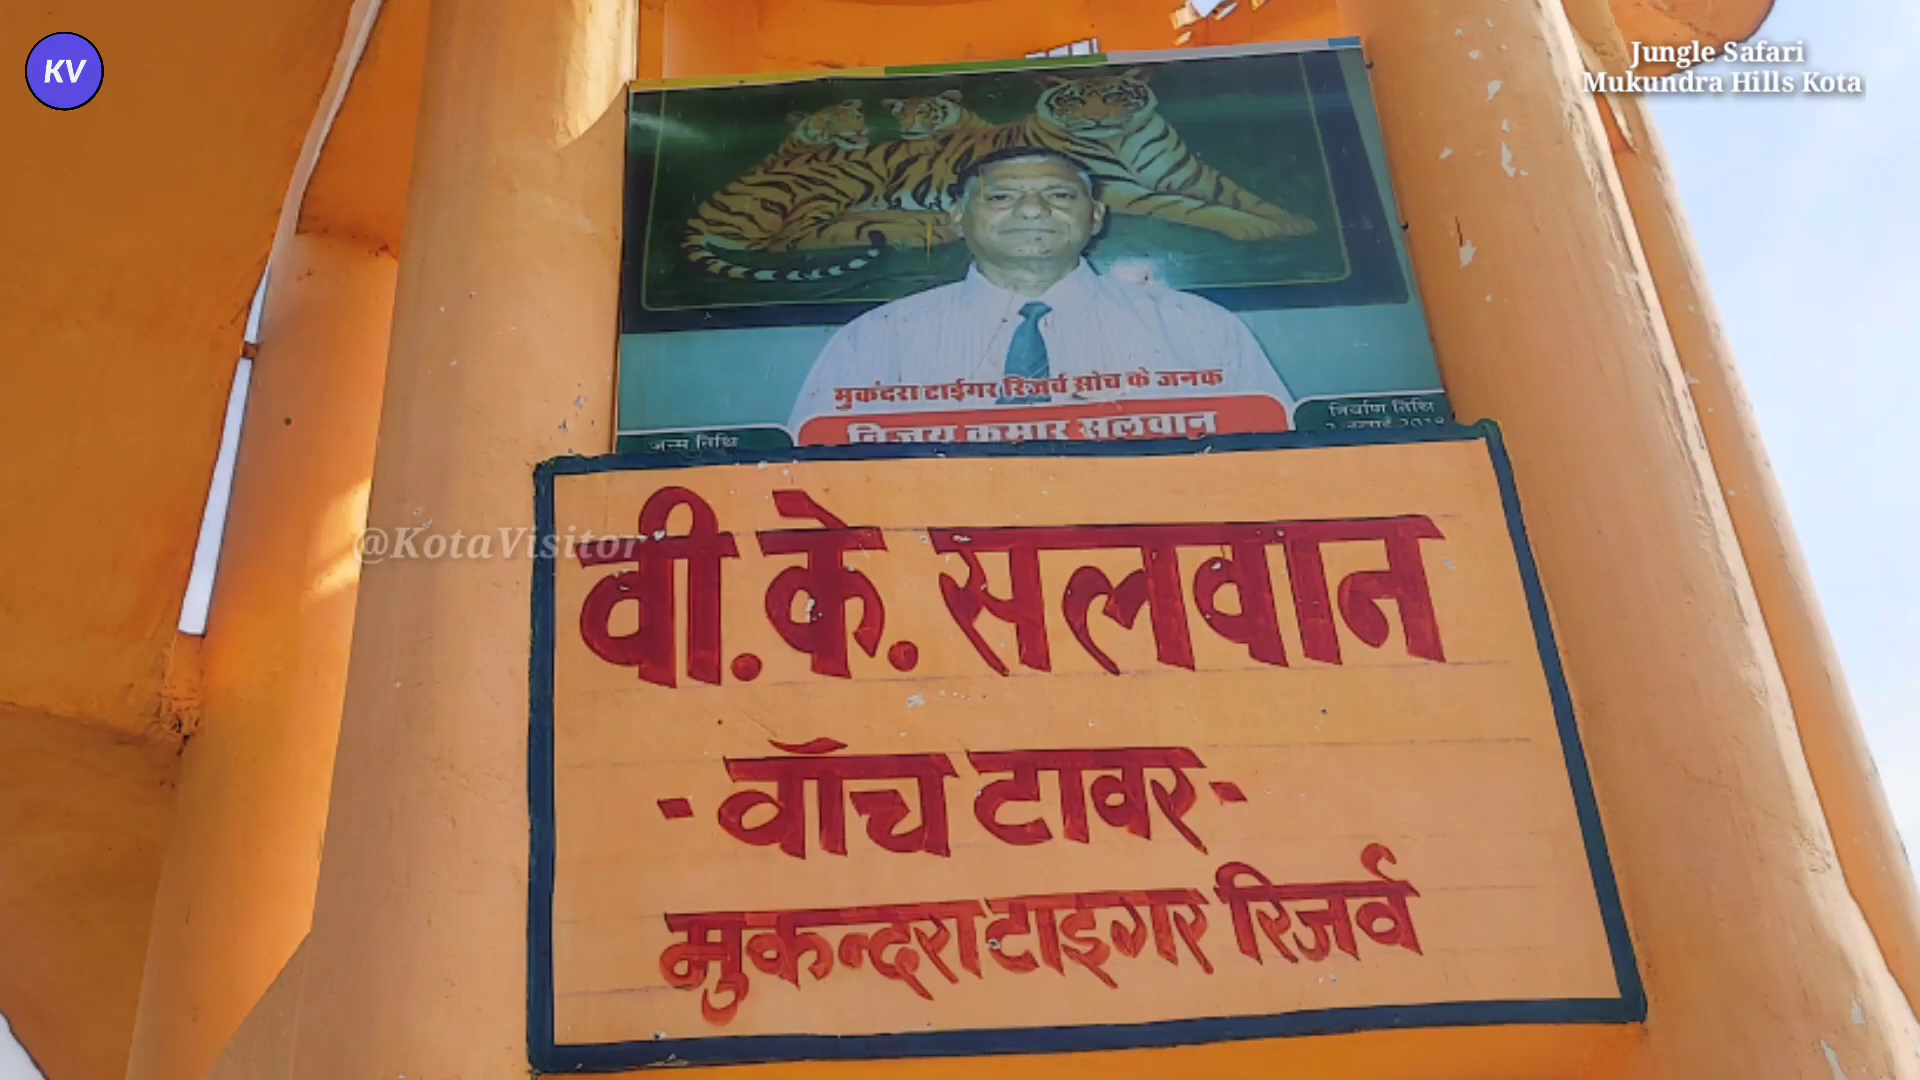 KV
Jungle Safari
Mukundra Hills Kota
मुकंदरा टाईगर रिजर्व सोच के जनक
विजय कुमार सलवान
जन्म तिथि
निर्वाण तिथि
@KotaVisitor
वी.के. सलवान
- वॉच टावर -
मुकन्दरा टाइगर रिजर्व